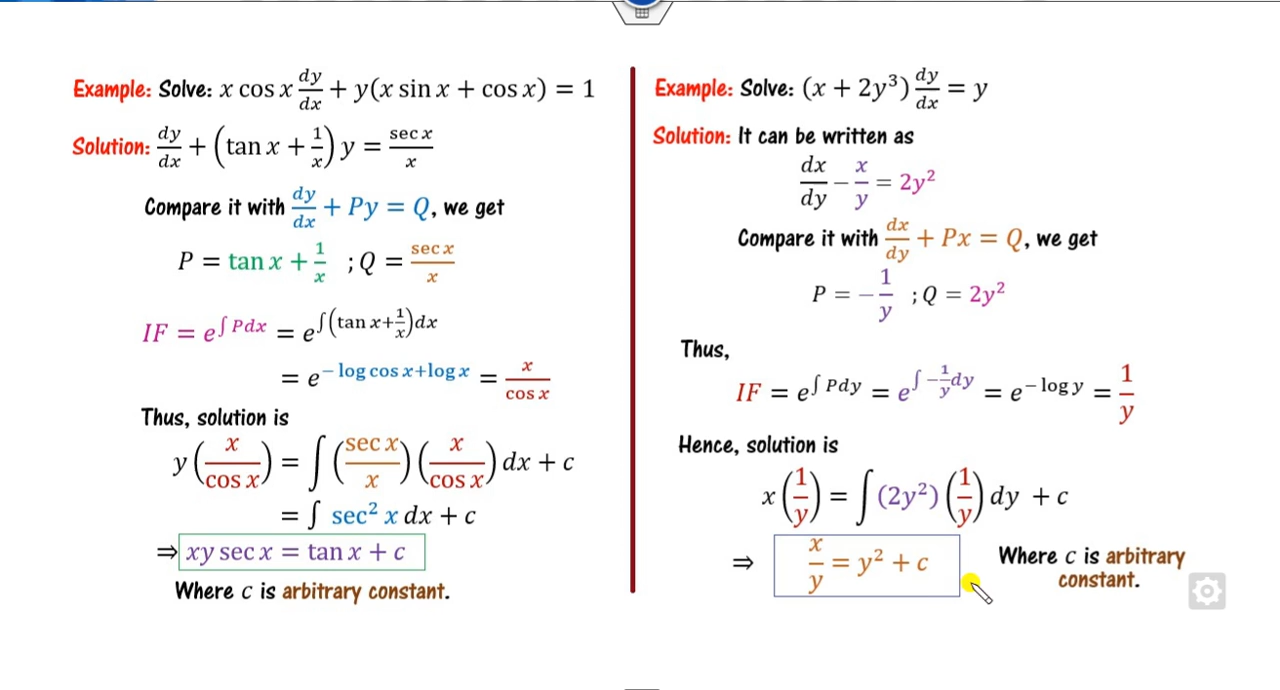 Example: Solve: x cos x dy/dx + y(x sin x + cos x) = 1
Solution: dy/dx + (tan x + 1/x) y = sec x/x
Compare it with dy/dx + Py = Q, we get
P = tan x + 1/x ; Q = sec x/x
IF = e^∫ P dx = e^∫(tan x+1/x)dx
= e^− log cos x+log x = x/cos x
Thus, solution is
y(x/cos x) = ∫(sec x/x)(x/cos x) dx + c
= ∫ sec² x dx + c
⇒ xy sec x = tan x + c
Where c is arbitrary constant.
Example: Solve: (x + 2y³) dy/dx = y
Solution: It can be written as
dx/dy − x/y = 2y²
Compare it with dx/dy + Px = Q, we get
P = − 1/y ; Q = 2y²
Thus,
IF = e^∫ P dy = e^∫ −1/y dy = e^− log y = 1/y
Hence, solution is
x(1/y) = ∫(2y²)(1/y) dy + c
⇒ x/y = y² + c
Where c is arbitrary
constant.